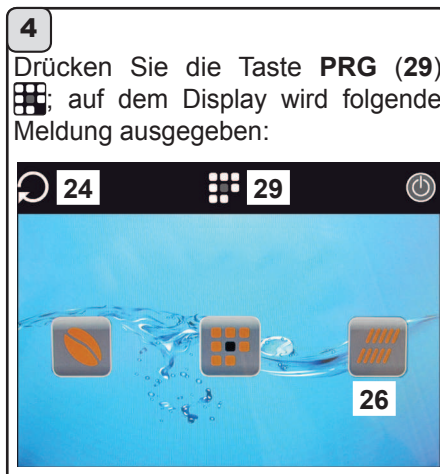 4
Drücken Sie die Taste PRG (29)
; auf dem Display wird folgende
Meldung ausgegeben:
24 29
26